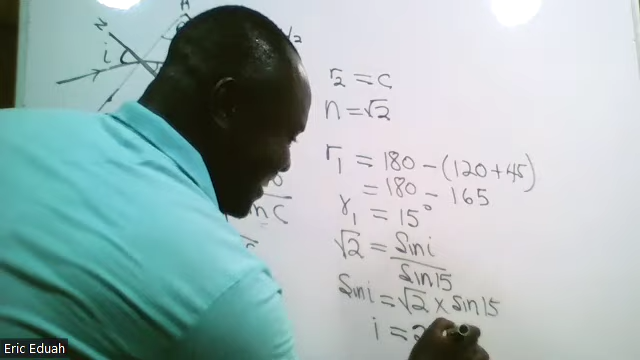 A
N
i
r₂ = c
n = √2
r₁ = 180 - (120 + 45)
= 180 - 165
r₁ = 15°
√2 = Sin i / Sin 15
Sin i = √2 × Sin 15
i = 2
Eric Eduah